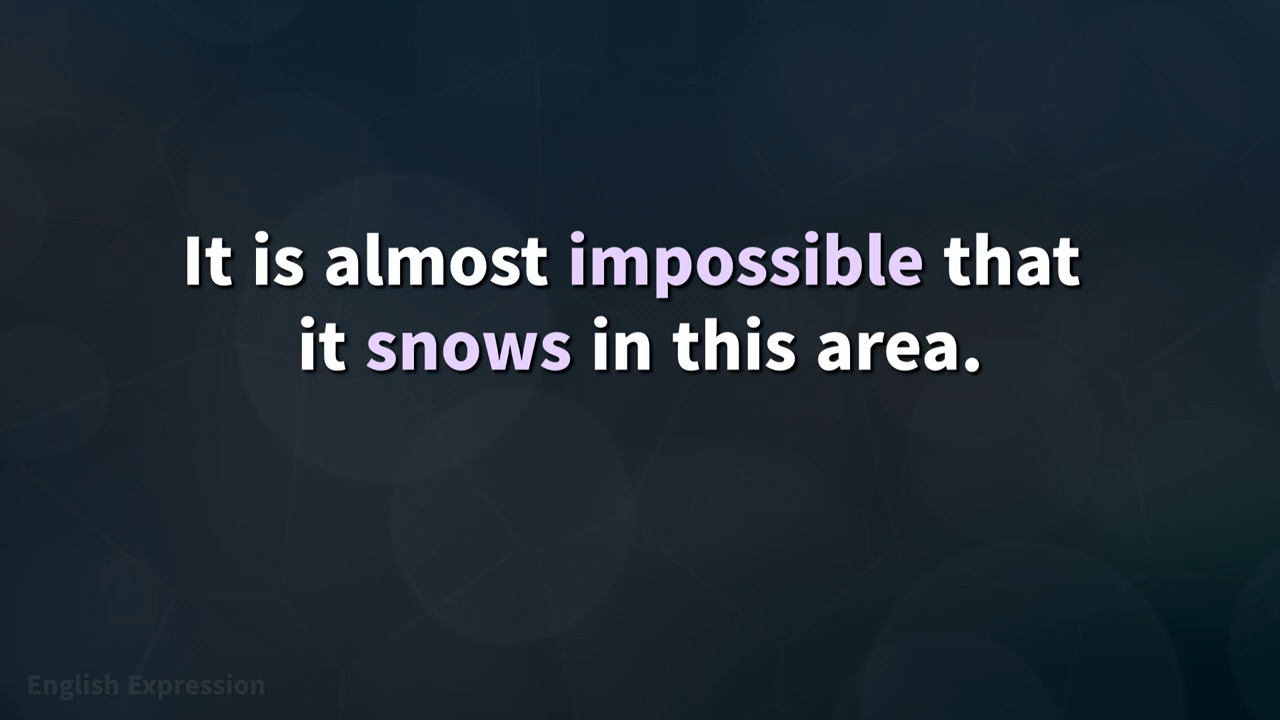 It is almost impossible that
it snows in this area.
English Expression